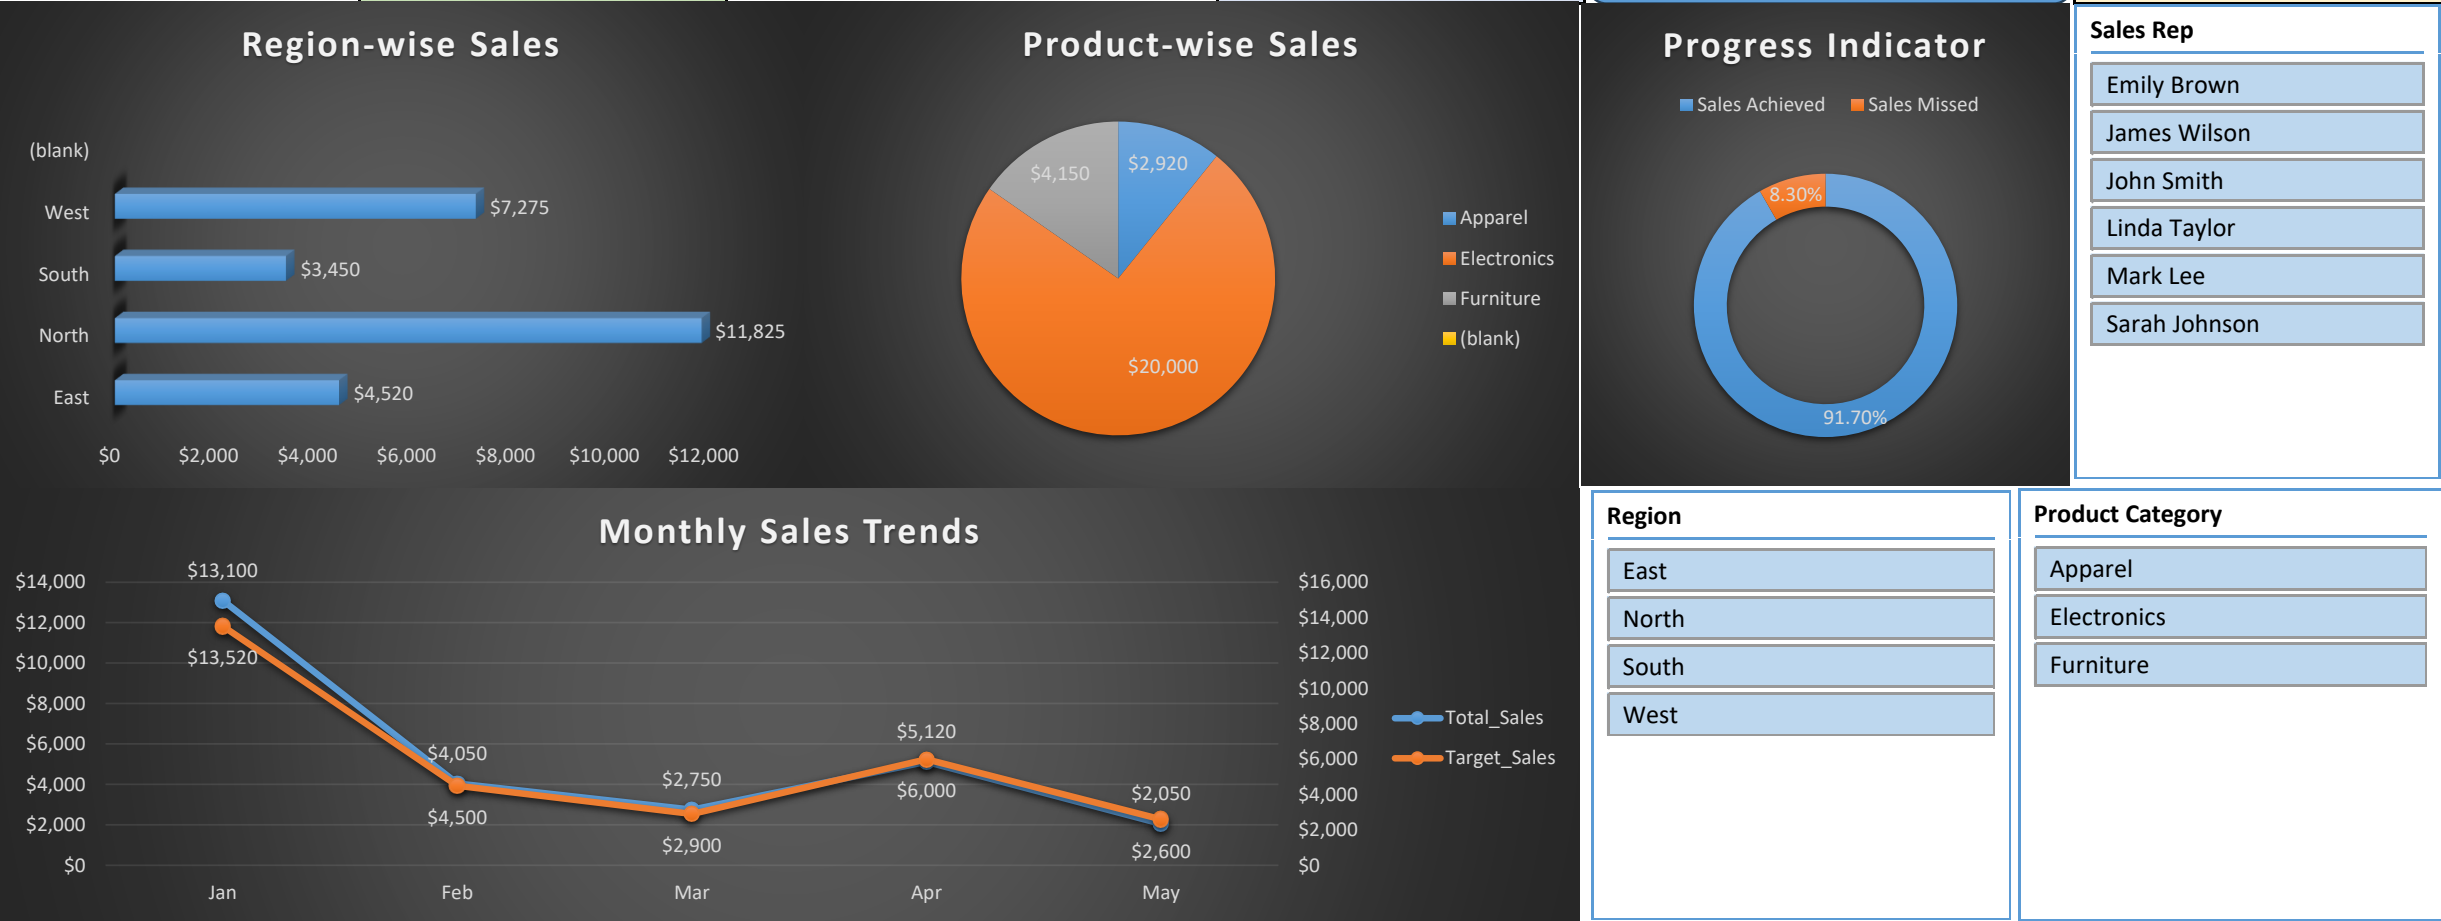 Region-wise Sales
(blank)
West
$7,275
South
$3,450
North
$11,825
East
$4,520
$0 $2,000 $4,000 $6,000 $8,000 $10,000 $12,000
Product-wise Sales
$4,150
$2,920
$20,000
Apparel
Electronics
Furniture
(blank)
Progress Indicator
Sales Achieved Sales Missed
8.30%
91.70%
Sales Rep
Emily Brown
James Wilson
John Smith
Linda Taylor
Mark Lee
Sarah Johnson
Monthly Sales Trends
$14,000
$12,000
$10,000
$8,000
$6,000
$4,000
$2,000
$0
$13,100
$13,520
$4,050
$4,500
$2,750
$2,900
$5,120
$6,000
$2,050
$2,600
$16,000
$14,000
$12,000
$10,000
$8,000
$6,000
$4,000
$2,000
$0
Jan Feb Mar Apr May
Total_Sales
Target_Sales
Region
East
North
South
West
Product Category
Apparel
Electronics
Furniture